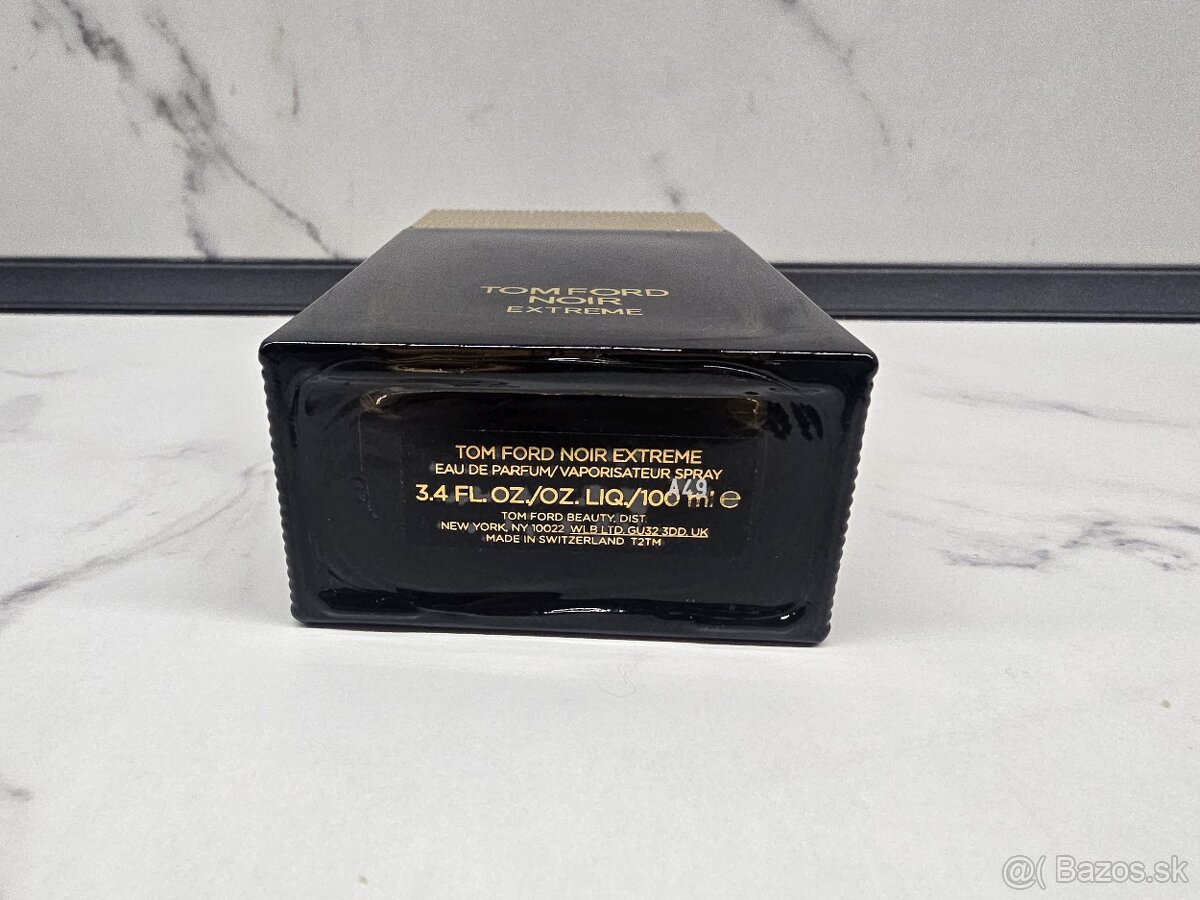 TOM FORD
NOIR
EXTREME
TOM FORD NOIR EXTREME
EAU DE PARFUM/VAPORISATEUR SPRAY
A49
3.4 FL. OZ./OZ. LIQ./100 ml e
TOM FORD BEAUTY, DIST.
NEW YORK, NY 10022 WLB LTD. GU32 3DD, UK
MADE IN SWITZERLAND T2TM
@( Bazos.sk